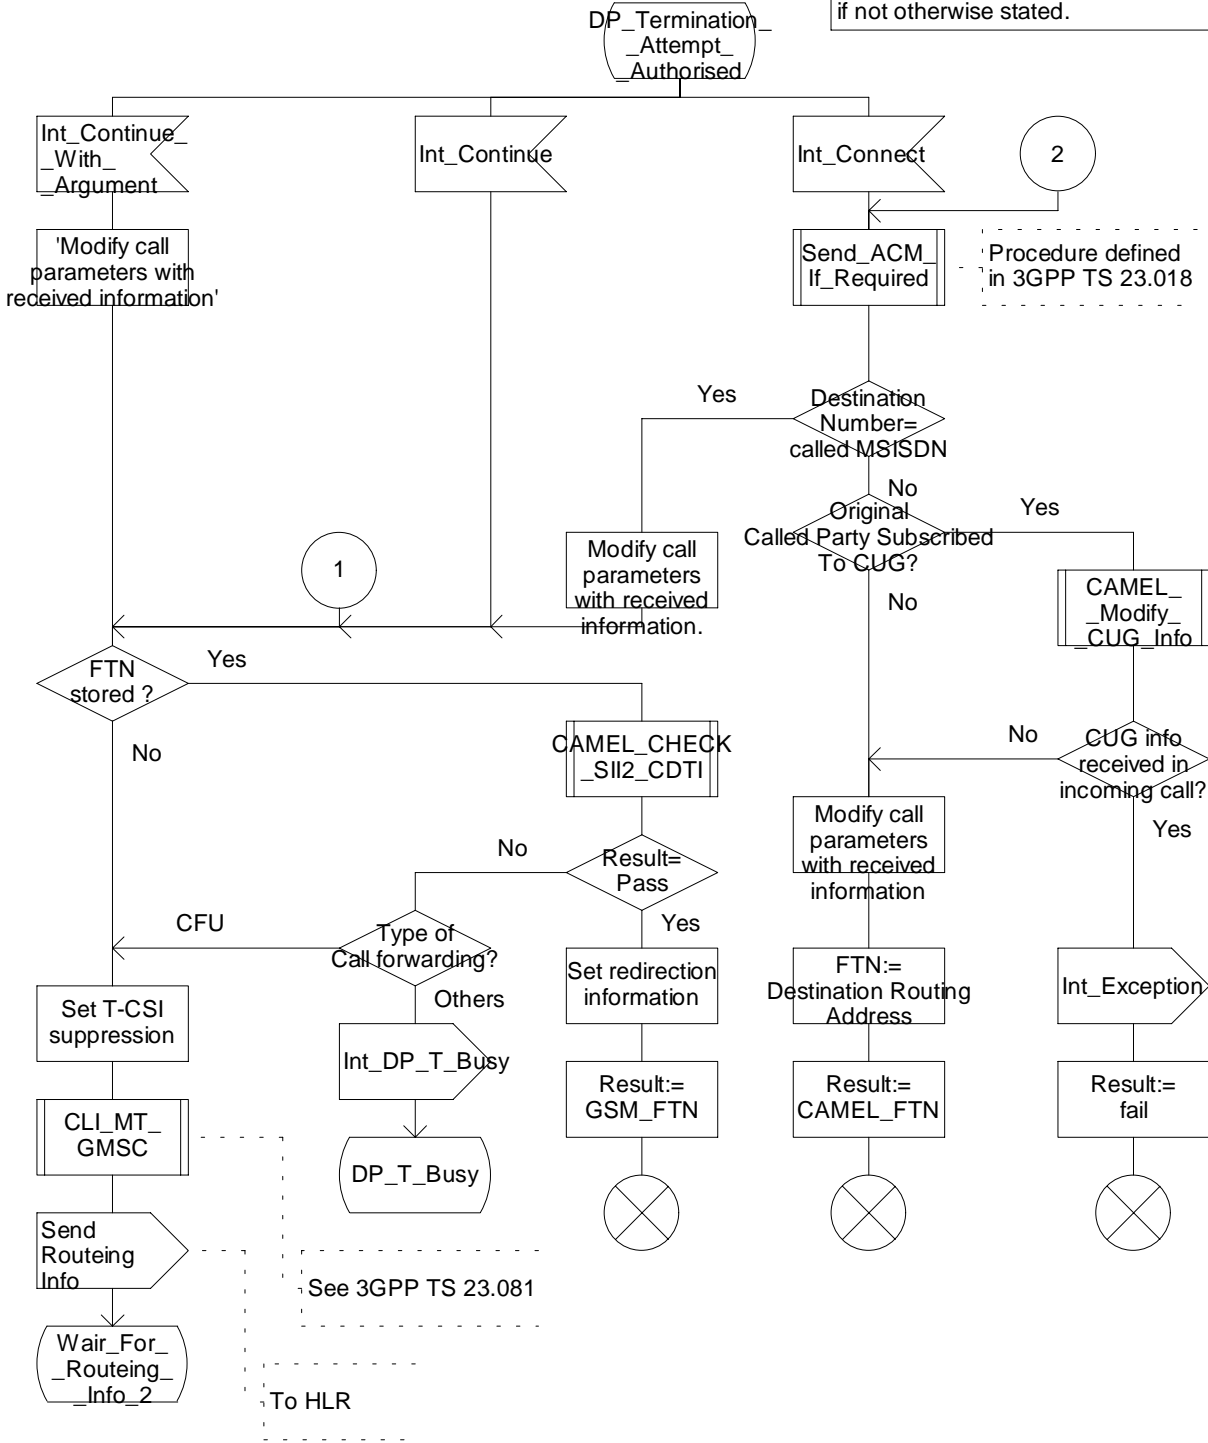 if not otherwise stated.
DP_Termination_
_Attempt_
_Authorised
Int_Continue_
_With_
_Argument
Int_Continue
Int_Connect
2
'Modify call
parameters with
received information'
Send_ACM_
If_Required
Procedure defined
in 3GPP TS 23.018
Yes
Destination
Number=
called MSISDN
No
Original
Called Party Subscribed
To CUG?
Yes
No
1
Modify call
parameters
with received
information.
CAMEL_
_Modify_
_CUG_Info
FTN
stored ?
Yes
No
CAMEL_CHECK
_SII2_CDTI
No
CUG info
received in
incoming call?
Yes
Modify call
parameters
with received
information
No
Result=
Pass
Yes
CFU
Type of
Call forwarding?
Others
Set redirection
information
FTN:=
Destination Routing
Address
Int_Exception
Set T-CSI
suppression
Int_DP_T_Busy
Result:=
GSM_FTN
Result:=
CAMEL_FTN
Result:=
fail
CLI_MT_
GMSC
DP_T_Busy
Send
Routeing
Info
See 3GPP TS 23.081
Wair_For_
_Routeing_
_Info_2
To HLR